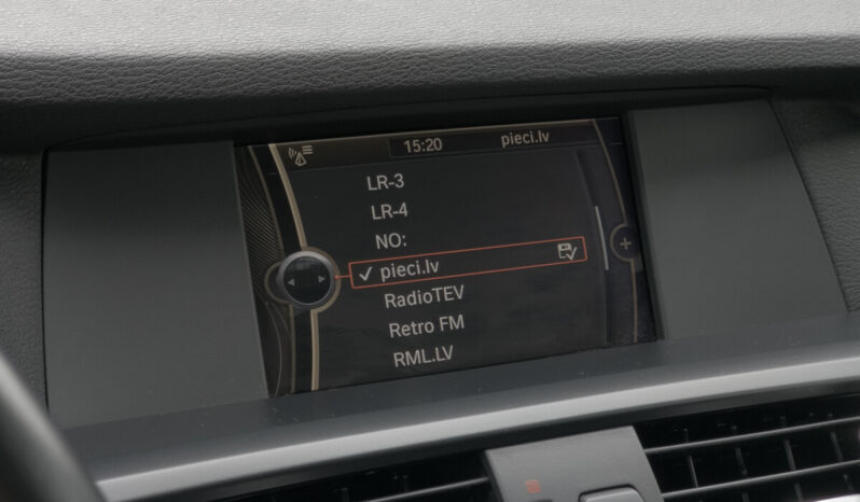 15:20 pieci.lv
LR-3
LR-4
NO:
pieci.lv
RadioTEV
Retro FM
RML.LV